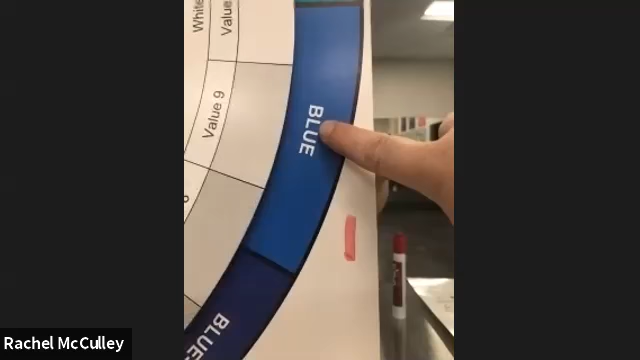 White
Value
Value 9
BLUE
BLUE-
Rachel McCulley